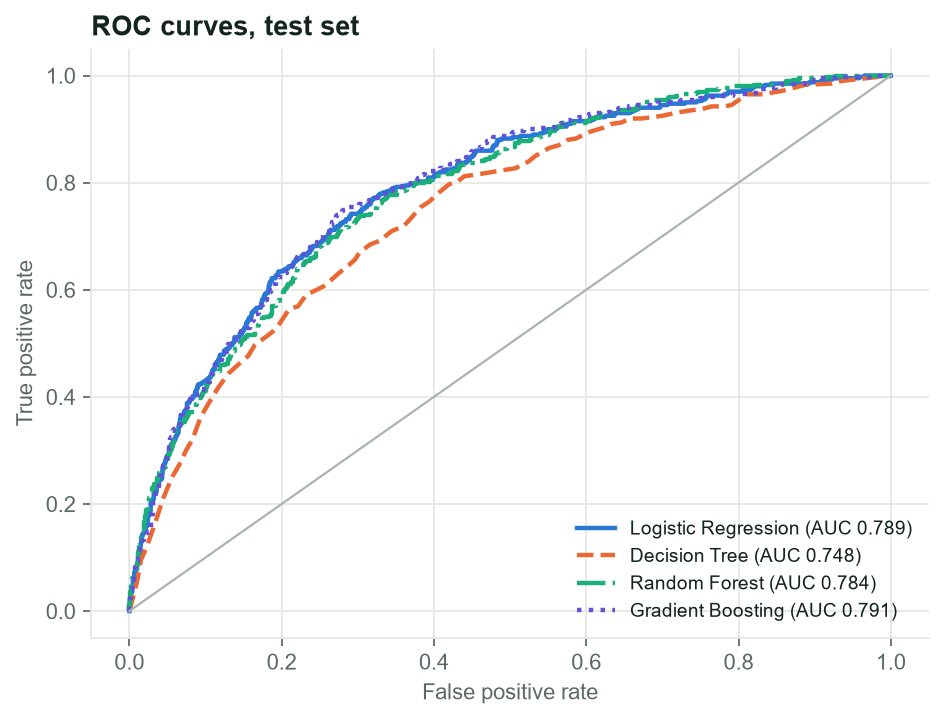 ROC curves, test set
True positive rate
1.0
0.8
0.6
0.4
0.2
0.0
Logistic Regression (AUC 0.789)
Decision Tree (AUC 0.748)
Random Forest (AUC 0.784)
Gradient Boosting (AUC 0.791)
0.0 0.2 0.4 0.6 0.8 1.0
False positive rate